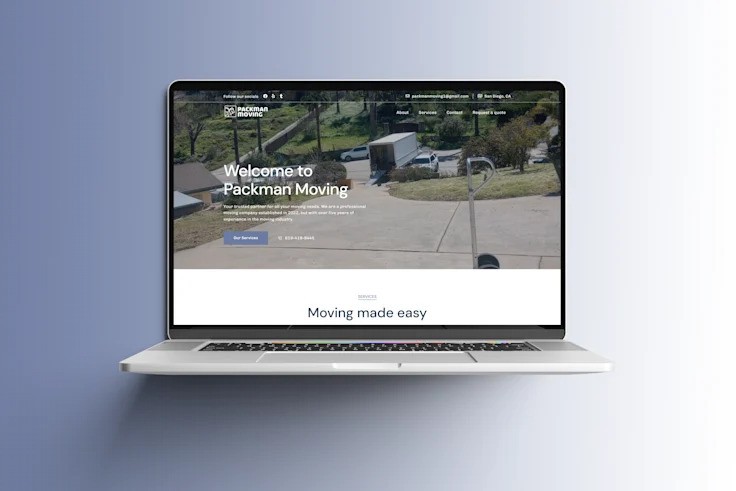 Follow our socials
packmanmoving1@gmail.com | San Diego, CA
PACKMAN
MOVING
About Services Contact Request a quote
Welcome to
Packman Moving
Your trusted partner for all your moving needs. We are a professional
moving company established in 2022, but with over five years of
experience in the moving industry.
Our Services
SERVICES
Moving made easy